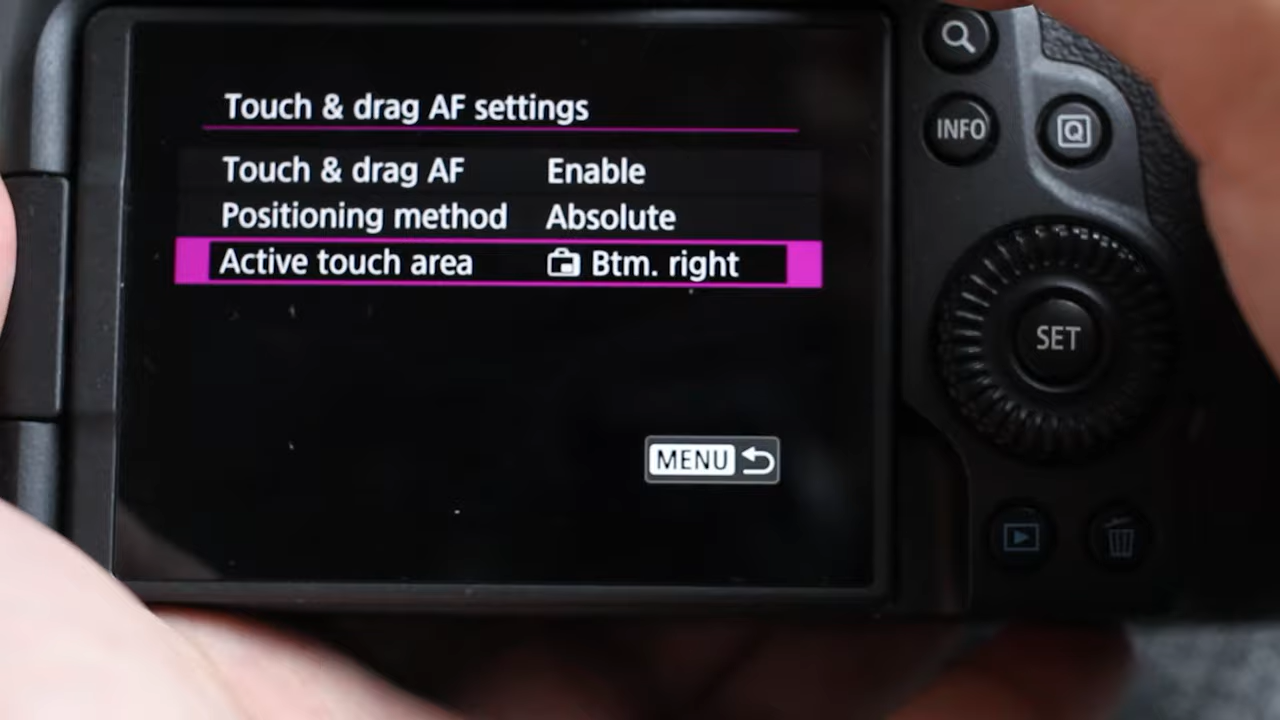 Touch & drag AF settings
Touch & drag AF Enable
Positioning method Absolute
Active touch area Btm. right
MENU
INFO
Q
SET